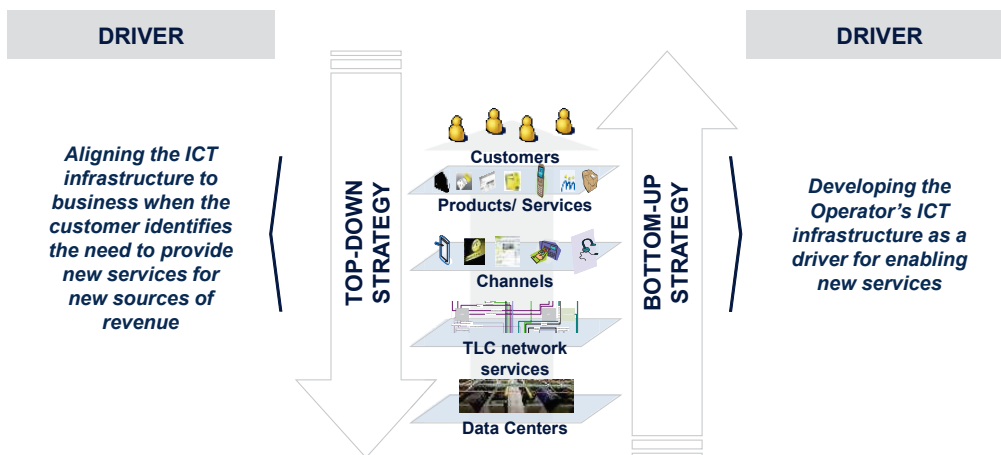 DRIVER
Aligning the ICT
infrastructure to
business when the
customer identifies
the need to provide
new services for
new sources of
revenue
TOP-DOWN
STRATEGY
Customers
Products/ Services
Channels
TLC network
services
Data Centers
BOTTOM-UP
STRATEGY
DRIVER
Developing the
Operator's ICT
infrastructure as a
driver for enabling
new services